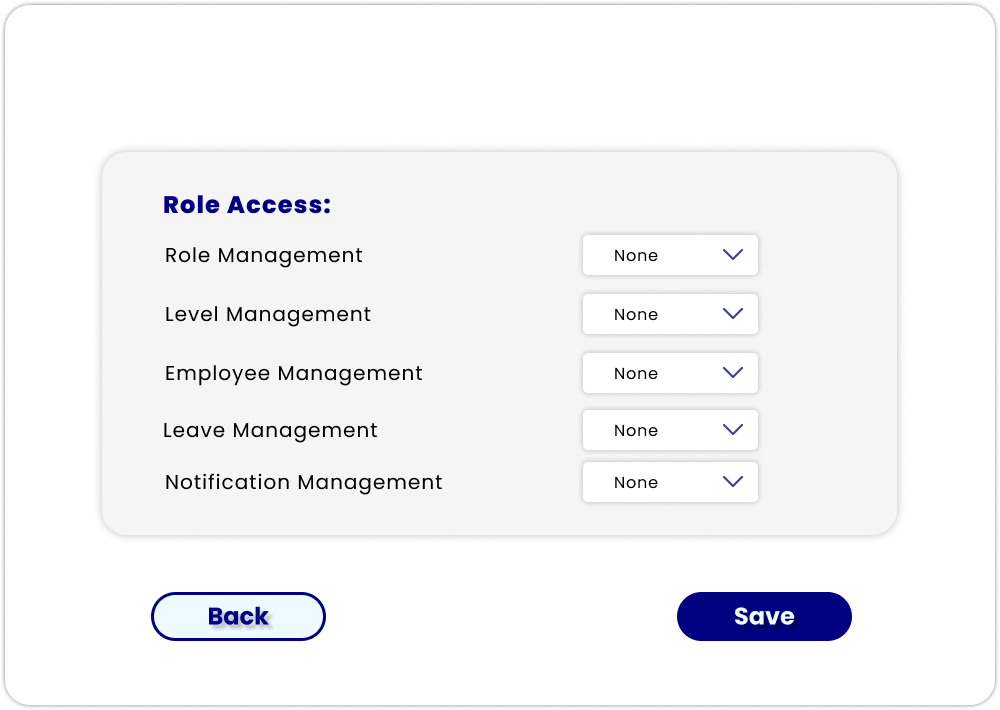 Role Access:
Role Management None
Level Management None
Employee Management None
Leave Management None
Notification Management None
Back Save